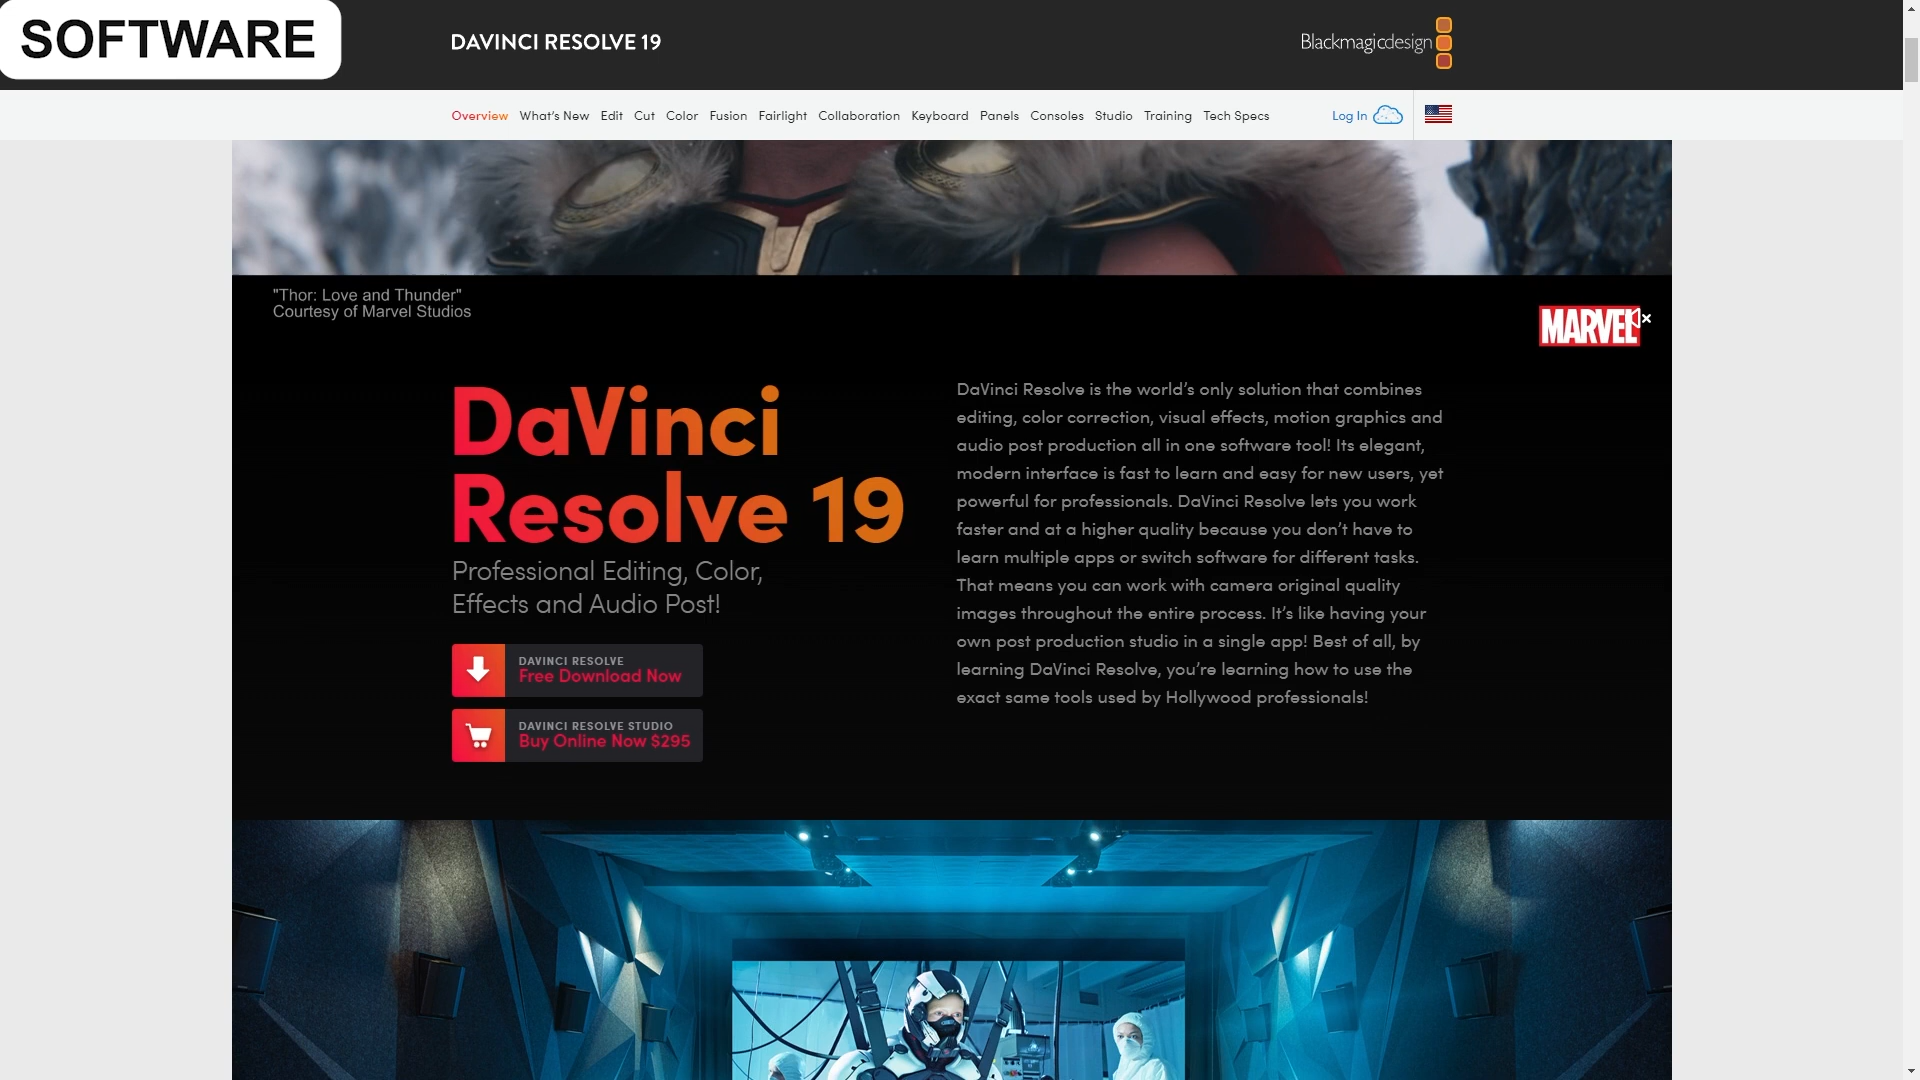 SOFTWARE
DAVINCI RESOLVE 19
Blackmagicdesign
Overview What's New Edit Cut Color Fusion Fairlight Collaboration Keyboard Panels Consoles Studio Training Tech Specs Log In
"Thor: Love and Thunder"
Courtesy of Marvel Studios
MARVEL
DaVinci
Resolve 19
Professional Editing, Color,
Effects and Audio Post!
DAVINCI RESOLVE
Free Download Now
DAVINCI RESOLVE STUDIO
Buy Online Now $295
DaVinci Resolve is the world’s only solution that combines
editing, color correction, visual effects, motion graphics and
audio post production all in one software tool! Its elegant,
modern interface is fast to learn and easy for new users, yet
powerful for professionals. DaVinci Resolve lets you work
faster and at a higher quality because you don’t have to
learn multiple apps or switch software for different tasks.
That means you can work with camera original quality
images throughout the entire process. It’s like having your
own post production studio in a single app! Best of all, by
learning DaVinci Resolve, you’re learning how to use the
exact same tools used by Hollywood professionals!